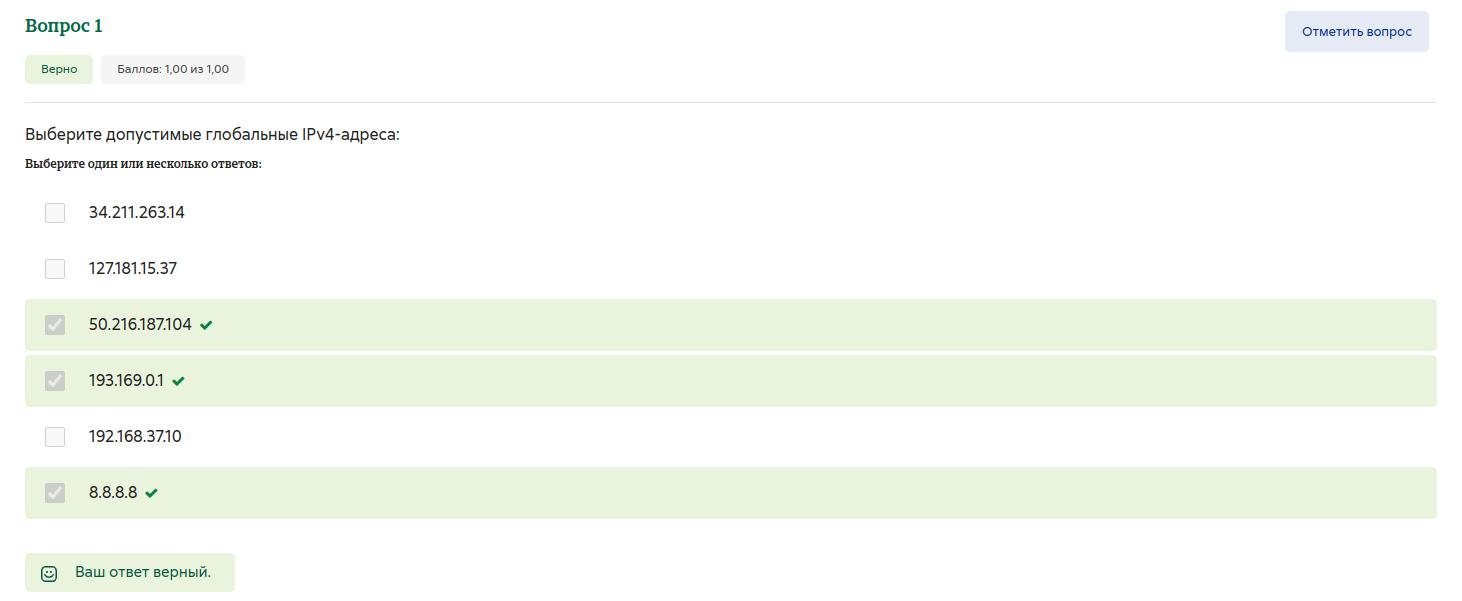 Вопрос 1
Отметить вопрос
Верно
Баллов: 1,00 из 1,00
Выберите допустимые глобальные IPv4-адреса:
Выберите один или несколько ответов:
34.211.263.14
127.181.15.37
50.216.187.104
193.169.0.1
192.168.37.10
8.8.8.8
Ваш ответ верный.